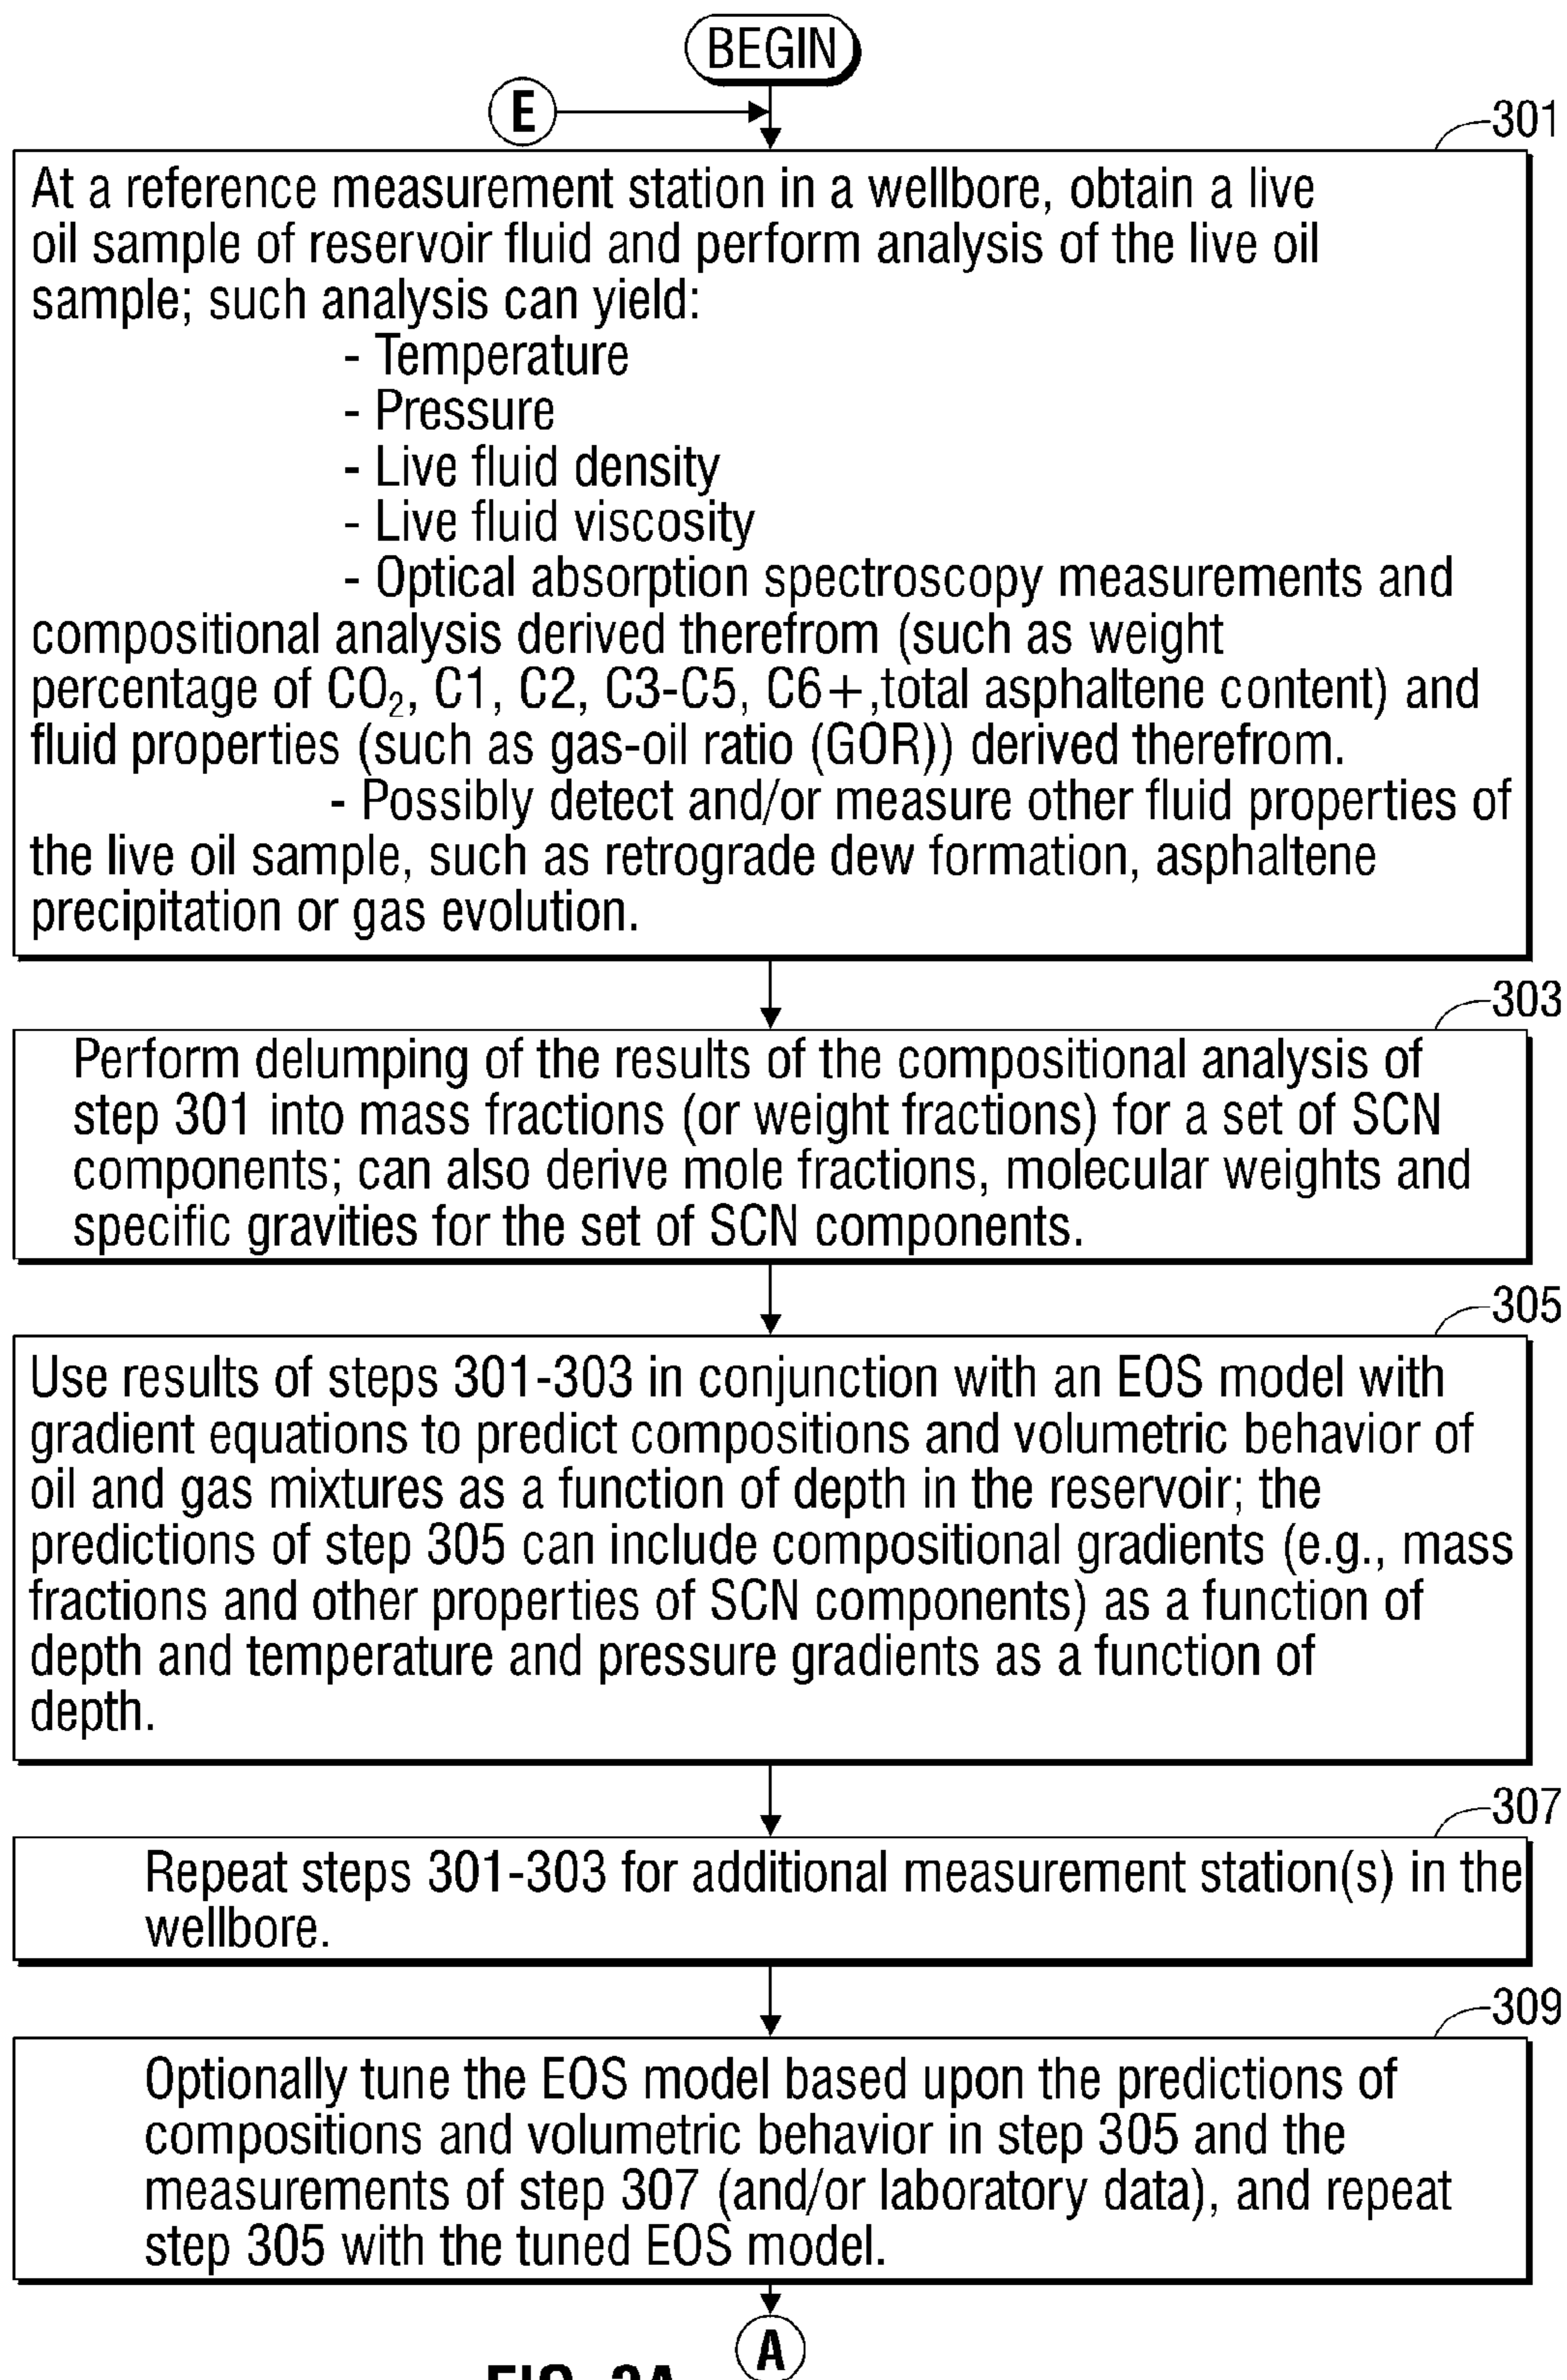 BEGIN
E
301
At a reference measurement station in a wellbore, obtain a live
oil sample of reservoir fluid and perform analysis of the live oil
sample; such analysis can yield:
- Temperature
- Pressure
- Live fluid density
- Live fluid viscosity
- Optical absorption spectroscopy measurements and
compositional analysis derived therefrom (such as weight
percentage of CO₂, C1, C2, C3-C5, C6+,total asphaltene content) and
fluid properties (such as gas-oil ratio (GOR)) derived therefrom.
- Possibly detect and/or measure other fluid properties of
the live oil sample, such as retrograde dew formation, asphaltene
precipitation or gas evolution.
303
Perform delumping of the results of the compositional analysis of
step 301 into mass fractions (or weight fractions) for a set of SCN
components; can also derive mole fractions, molecular weights and
specific gravities for the set of SCN components.
305
Use results of steps 301-303 in conjunction with an EOS model with
gradient equations to predict compositions and volumetric behavior of
oil and gas mixtures as a function of depth in the reservoir; the
predictions of step 305 can include compositional gradients (e.g., mass
fractions and other properties of SCN components) as a function of
depth and temperature and pressure gradients as a function of
depth.
307
Repeat steps 301-303 for additional measurement station(s) in the
wellbore.
309
Optionally tune the EOS model based upon the predictions of
compositions and volumetric behavior in step 305 and the
measurements of step 307 (and/or laboratory data), and repeat
step 305 with the tuned EOS model.
A